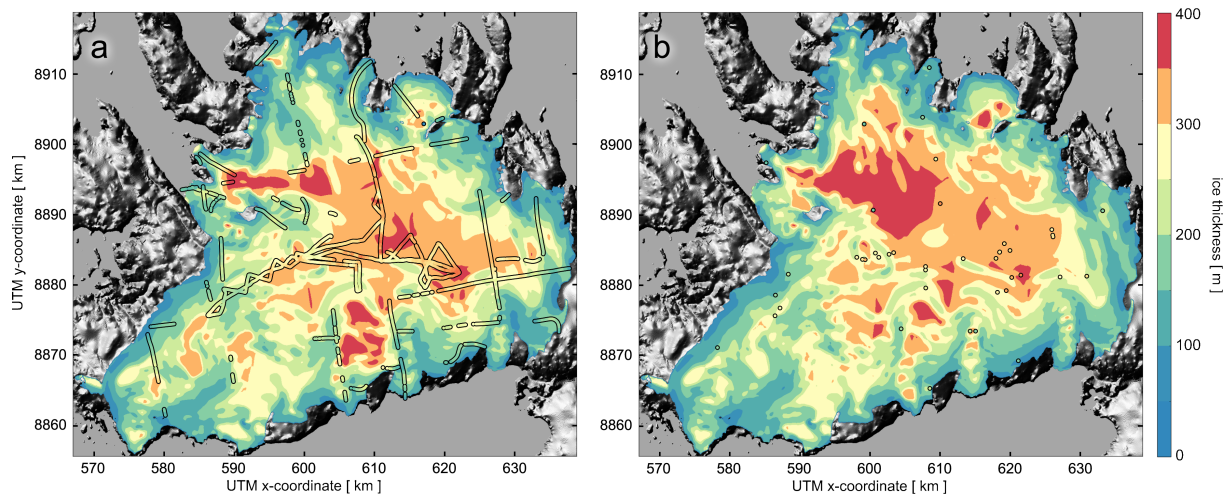 a
b
8910
8900
8890
8880
8870
8860
UTM y-coordinate [ km ]
570 580 590 600 610 620 630
UTM x-coordinate [ km ]
570 580 590 600 610 620 630
UTM x-coordinate [ km ]
400
300
200
100
0
ice thickness [ m ]